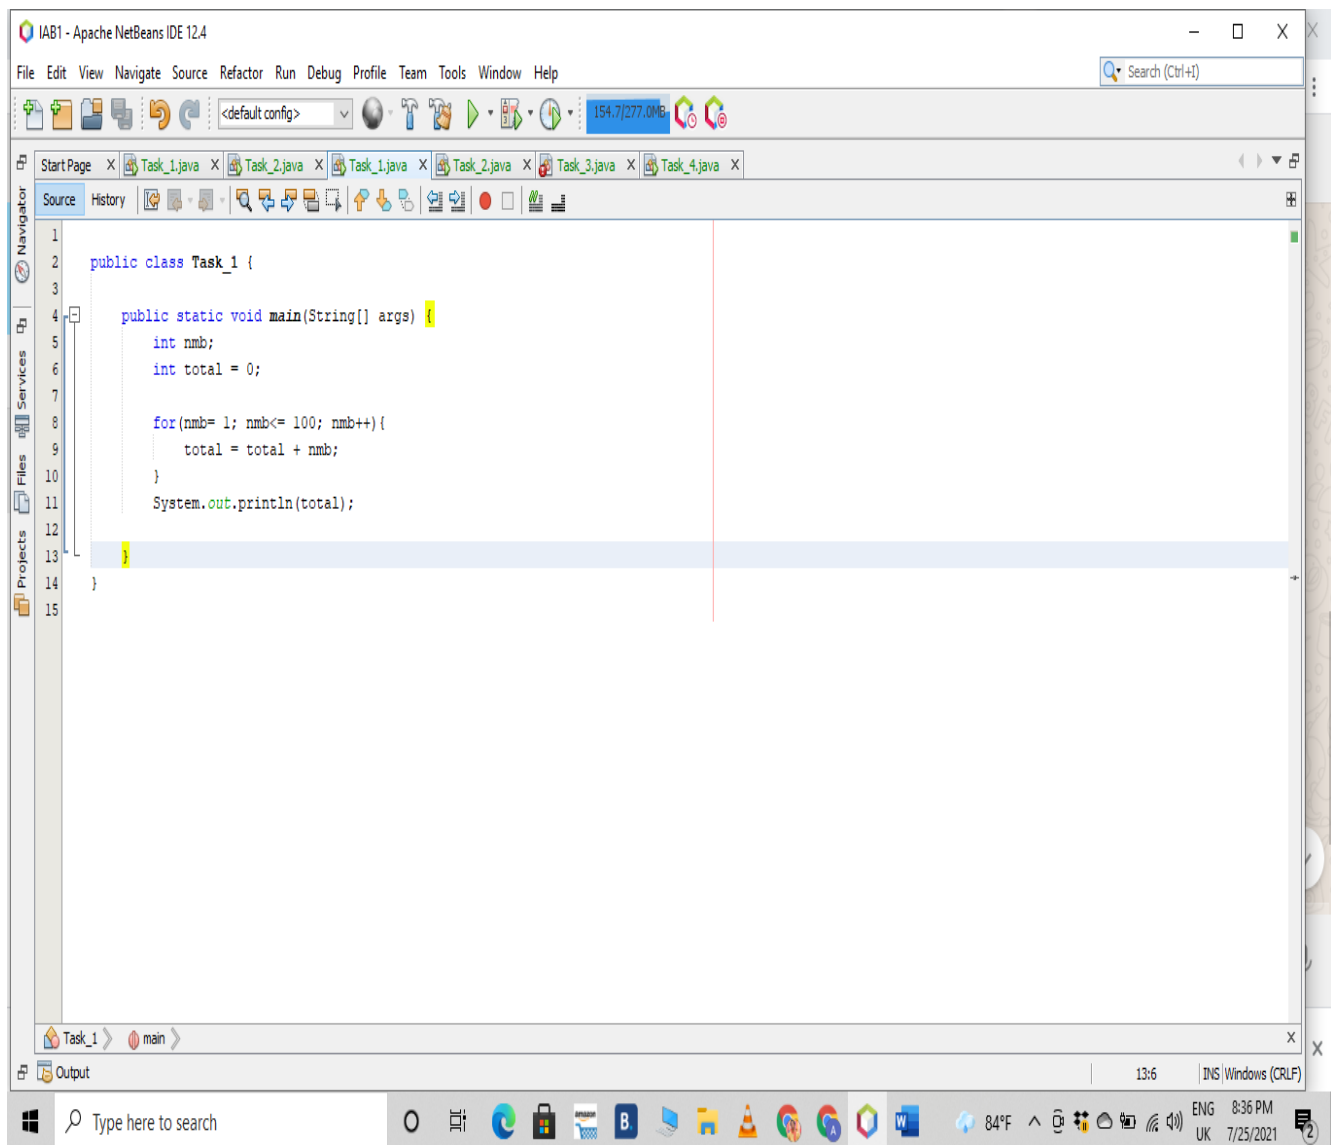 IAB1 - Apache NetBeans IDE 12.4
File Edit View Navigate Source Refactor Run Debug Profile Team Tools Window Help
Search (Ctrl+I)
<default config>
154.7/277.0MB
Start Page Task_1.java Task_2.java Task_1.java Task_2.java Task_3.java Task_4.java
Source History
Navigator
Services
Files
Projects
1
2 public class Task_1 {
3
4 public static void main(String[] args) {
5 int nmb;
6 int total = 0;
7
8 for(nmb= 1; nmb<= 100; nmb++){
9 total = total + nmb;
10 }
11 System.out.println(total);
12
13 }
14 }
15
Task_1 main
Output
13:6 INS Windows (CRLF)
Type here to search
amazon
B.
W
84°F
ENG
UK
8:36 PM
7/25/2021
2